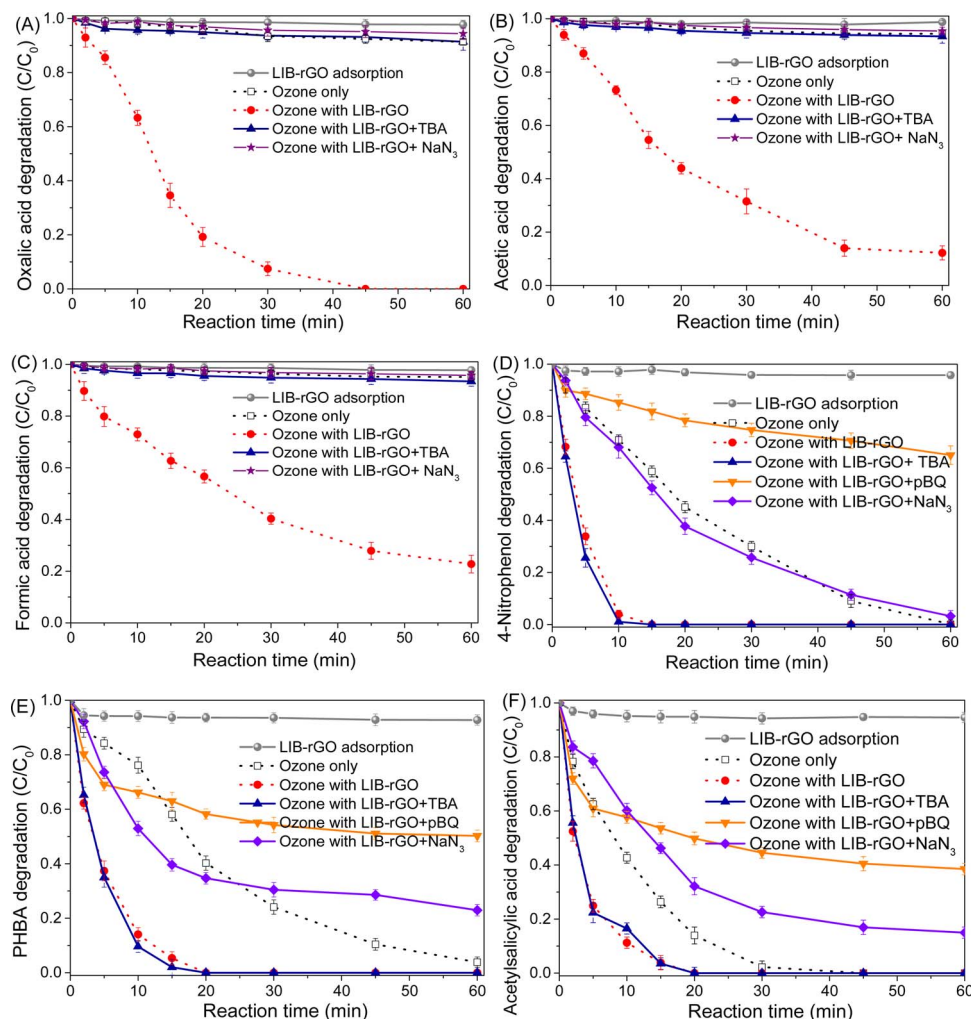 (A)
Oxalic acid degradation (C/C₀)
1.0
0.8
0.6
0.4
0.2
0.0
LIB-rGO adsorption
Ozone only
Ozone with LIB-rGO
Ozone with LIB-rGO+TBA
Ozone with LIB-rGO+ NaN₃
0 10 20 30 40 50 60
Reaction time (min)
(B)
Acetic acid degradation (C/C₀)
1.0
0.8
0.6
0.4
0.2
0.0
LIB-rGO adsorption
Ozone only
Ozone with LIB-rGO
Ozone with LIB-rGO+TBA
Ozone with LIB-rGO+ NaN₃
0 10 20 30 40 50 60
Reaction time (min)
(C)
Formic acid degradation (C/C₀)
1.0
0.8
0.6
0.4
0.2
0.0
LIB-rGO adsorption
Ozone only
Ozone with LIB-rGO
Ozone with LIB-rGO+TBA
Ozone with LIB-rGO+ NaN₃
0 10 20 30 40 50 60
Reaction time (min)
(D)
4-Nitrophenol degradation (C/C₀)
1.0
0.8
0.6
0.4
0.2
0.0
LIB-rGO adsorption
Ozone only
Ozone with LIB-rGO
Ozone with LIB-rGO+ TBA
Ozone with LIB-rGO+pBQ
Ozone with LIB-rGO+NaN₃
0 10 20 30 40 50 60
Reaction time (min)
(E)
PHBA degradation (C/C₀)
1.0
0.8
0.6
0.4
0.2
0.0
LIB-rGO adsorption
Ozone only
Ozone with LIB-rGO
Ozone with LIB-rGO+TBA
Ozone with LIB-rGO+pBQ
Ozone with LIB-rGO+NaN₃
0 10 20 30 40 50 60
Reaction time (min)
(F)
Acetylsalicylic acid degradation (C/C₀)
1.0
0.8
0.6
0.4
0.2
0.0
LIB-rGO adsorption
Ozone only
Ozone with LIB-rGO
Ozone with LIB-rGO+TBA
Ozone with LIB-rGO+pBQ
Ozone with LIB-rGO+NaN₃
0 10 20 30 40 50 60
Reaction time (min)